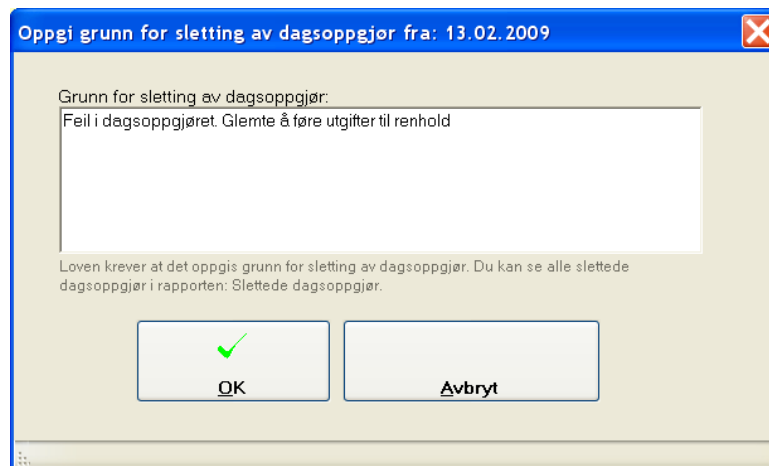 Oppgi grunn for sletting av dagsoppgjør fra: 13.02.2009
Grunn for sletting av dagsoppgjør:
Feil i dagsoppgjøret. Glemte å føre utgifter til renhold
Loven krever at det oppgis grunn for sletting av dagsoppgjør. Du kan se alle slettede
dagsoppgjør i rapporten: Slettede dagsoppgjør.
OK
Avbryt